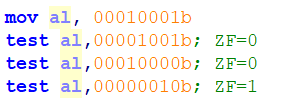 mov al, 00010001b
test al,00001001b; ZF=0
test al,00010000b; ZF=0
test al,00000010b; ZF=1